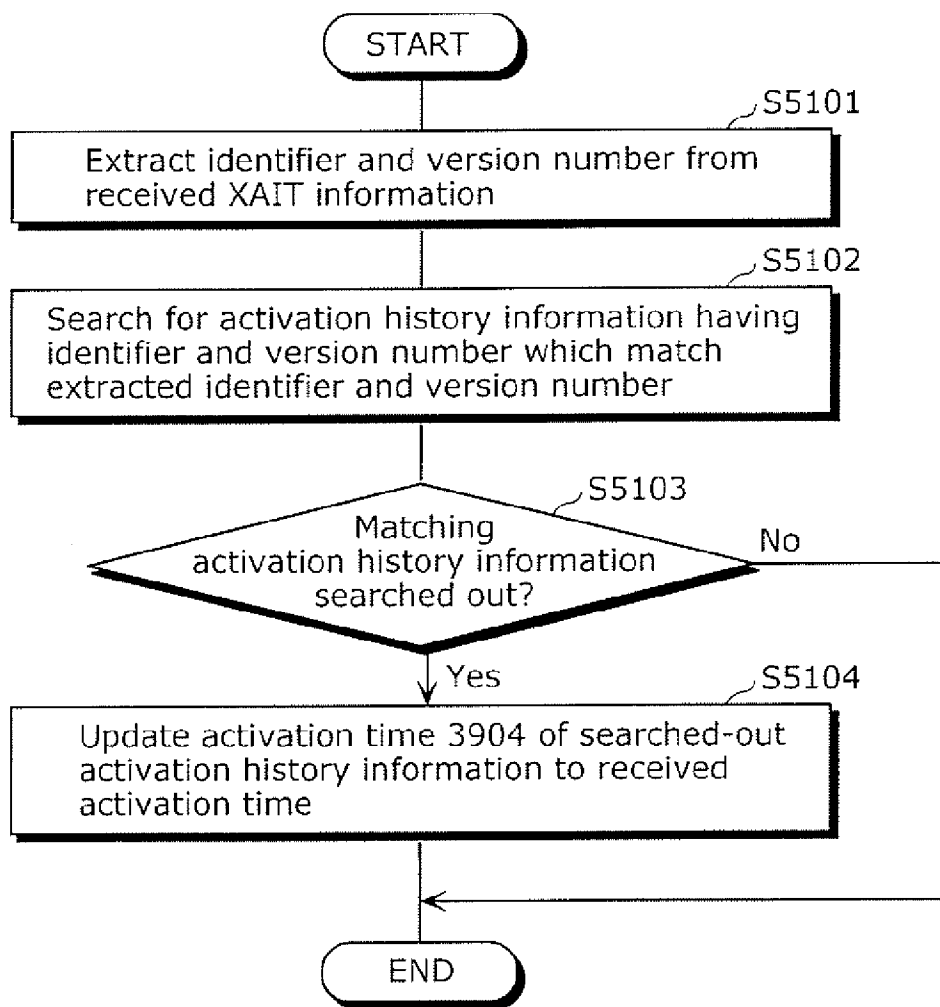 START
S5101
Extract identifier and version number from
received XAIT information
S5102
Search for activation history information having
identifier and version number which match
extracted identifier and version number
S5103
Matching
activation history information
searched out?
No
Yes
S5104
Update activation time 3904 of searched-out
activation history information to received
activation time
END